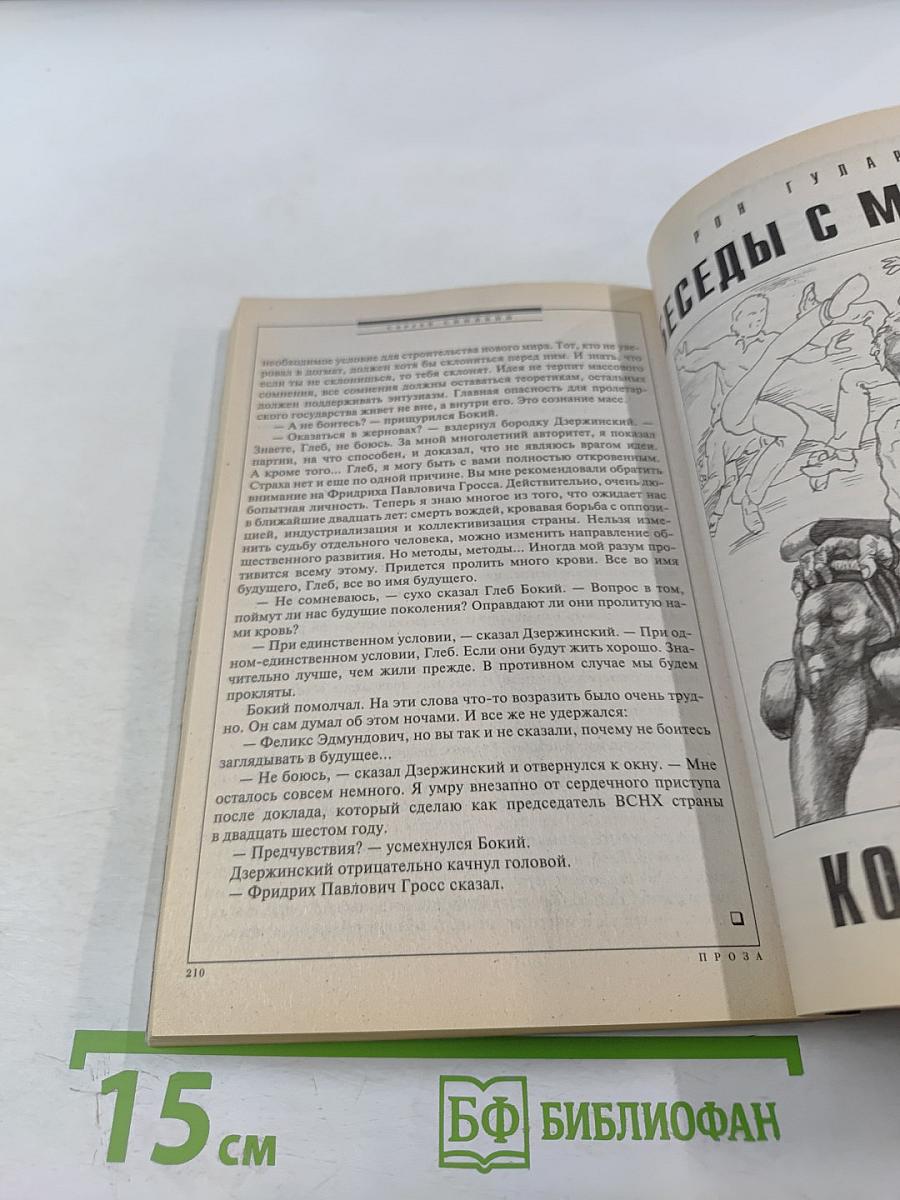 СЕРГЕЙ СИНЯКИН
необходимое условие для строительства нового мира. Тот, кто не уве-
ровал в догмат, должен хотя бы склониться перед ним. И знать, что
если ты не склонишься, то тебя склонят. Идея не терпит массового
сомнения, все сомнения должны оставаться теоретикам, остальных
должен поддерживать энтузиазм. Главная опасность для пролетар-
ского государства живет не вне, а внутри его. Это сознание масс.
— А не боитесь? — прищурился Бокий.
— Оказаться в жерновах? — вздернул бородку Дзержинский. —
Знаете, Глеб, не боюсь. За мной многолетний авторитет, я показал
партии, на что способен, и доказал, что не являюсь врагом идеи.
А кроме того... Глеб, я могу быть с вами полностью откровенным.
Страха нет и еще по одной причине. Вы мне рекомендовали обратить
внимание на Фридриха Павловича Гросса. Действительно, очень лю-
бопытная личность. Теперь я знаю многое из того, что ожидает нас
в ближайшие двадцать лет: смерть вождей, кровавая борьба с оппози-
цией, индустриализация и коллективизация страны. Нельзя изме-
нить судьбу отдельного человека, можно изменить направление об-
щественного развития. Но методы, методы... Иногда мой разум про-
тивится всему этому. Придется пролить много крови. Все во имя
будущего, Глеб, все во имя будущего.
— Не сомневаюсь, — сухо сказал Глеб Бокий. — Вопрос в том,
поймут ли нас будущие поколения? Оправдают ли они пролитую на-
ми кровь?
— При единственном условии, — сказал Дзержинский. — При од-
ном-единственном условии, Глеб. Если они будут жить хорошо. Зна-
чительно лучше, чем жили прежде. В противном случае мы будем
прокляты.
Бокий помолчал. На эти слова что-то возразить было очень труд-
но. Он сам думал об этом ночами. И все же не удержался:
— Феликс Эдмундович, но вы так и не сказали, почему не боитесь
заглядывать в будущее...
— Не боюсь, — сказал Дзержинский и отвернулся к окну. — Мне
осталось совсем немного. Я умру внезапно от сердечного приступа
после доклада, который сделаю как председатель ВСНХ страны
в двадцать шестом году.
— Предчувствия? — усмехнулся Бокий.
Дзержинский отрицательно качнул головой.
— Фридрих Павлович Гросс сказал.
210
ПРОЗА
РОН ГУЛАР
БЕСЕДЫ С М
КО
15 см
БФ БИБЛИОФАН